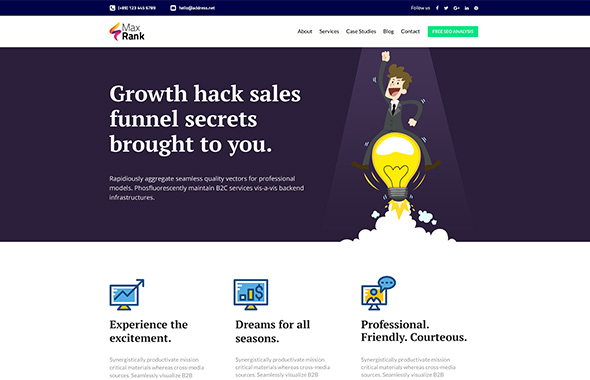 (+89) 123 445 6789 hello@address.net Follow us
Max
Rank
About Services Case Studies Blog Contact FREE SEO ANALYSIS
Growth hack sales
funnel secrets
brought to you.
Rapidiously aggregate seamless quality vectors for professional
models. Phosfluorescently maintain B2C services vis-a-vis backend
infrastructures.
Experience the
excitement.
Synergistically productivate mission
critical materials whereas cross-media
sources. Seamlessly visualize B2B
Dreams for all
seasons.
Synergistically productivate mission
critical materials whereas cross-media
sources. Seamlessly visualize B2B
Professional.
Friendly. Courteous.
Synergistically productivate mission
critical materials whereas cross-media
sources. Seamlessly visualize B2B